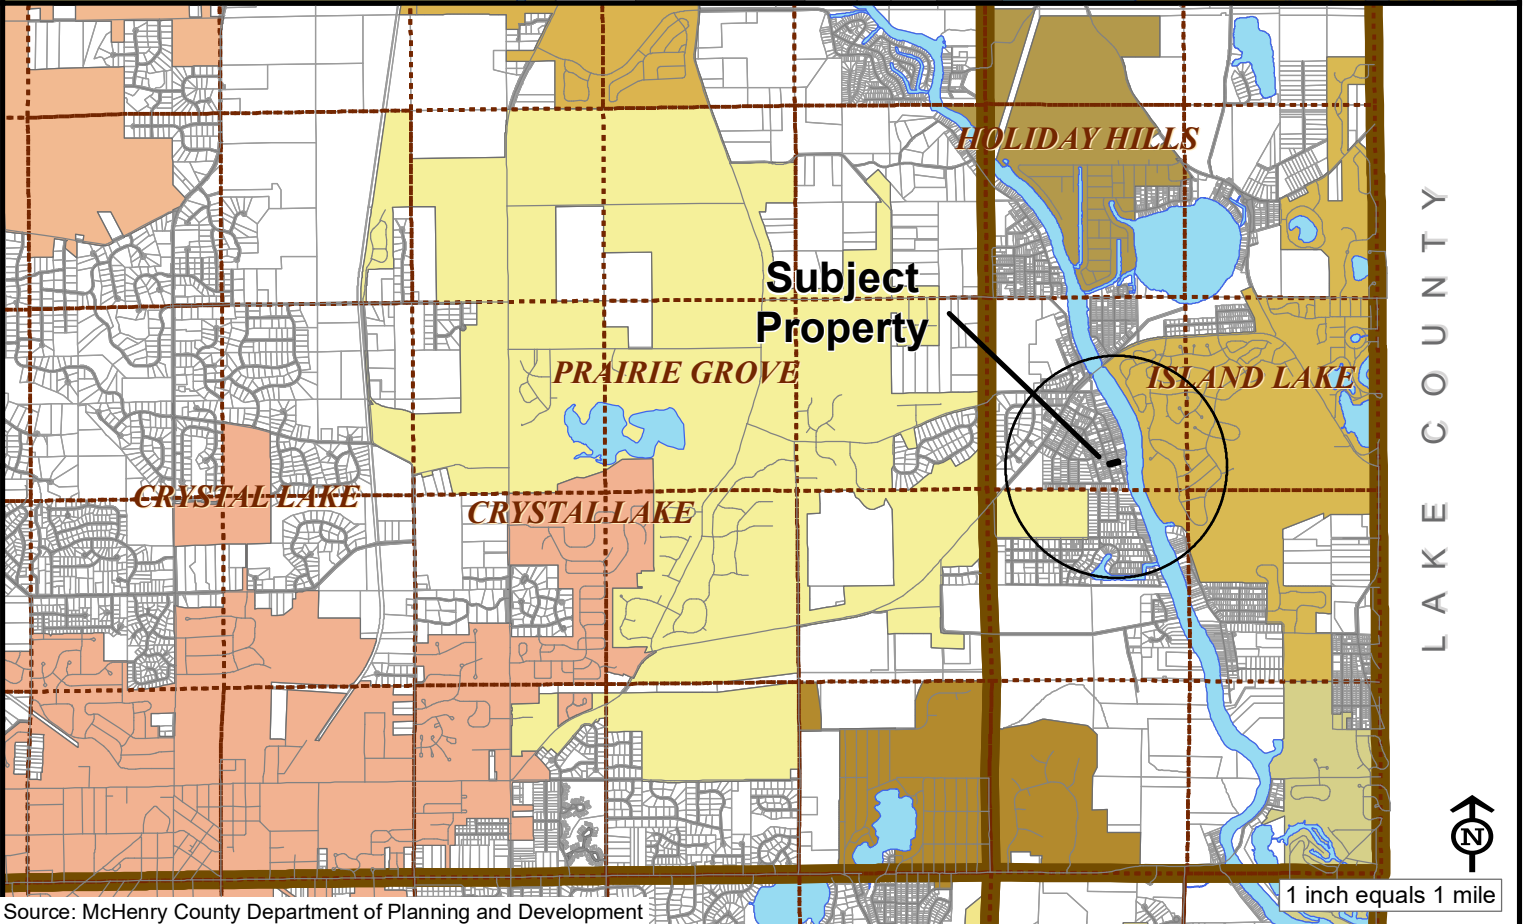 HOLIDAY HILLS
Subject
Property
PRAIRIE GROVE
ISLAND LAKE
CRYSTAL LAKE
CRYSTAL LAKE
LAKE COUNTY
N
1 inch equals 1 mile
Source: McHenry County Department of Planning and Development